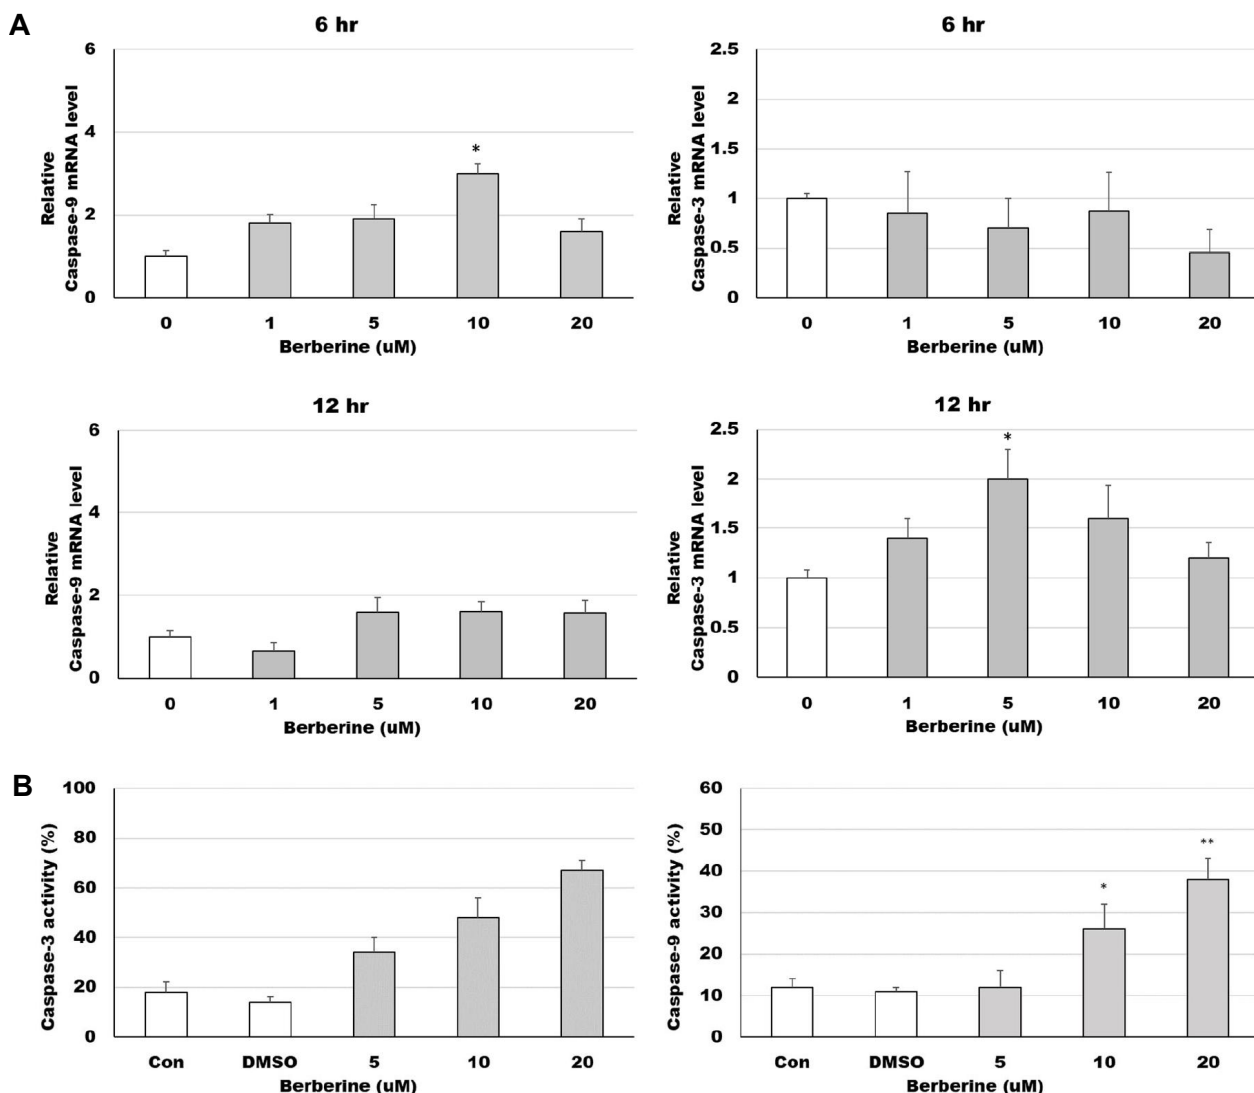 A
6 hr
Relative
Caspase-9 mRNA level
6
4
2
0
*
0 1 5 10 20
Berberine (uM)
6 hr
Relative
Caspase-3 mRNA level
2.5
2
1.5
1
0.5
0
0 1 5 10 20
Berberine (uM)
12 hr
Relative
Caspase-9 mRNA level
6
4
2
0
0 1 5 10 20
Berberine (uM)
12 hr
Relative
Caspase-3 mRNA level
2.5
2
1.5
1
0.5
0
*
0 1 5 10 20
Berberine (uM)
B
Caspase-3 activity (%)
100
80
60
40
20
0
Con DMSO 5 10 20
Berberine (uM)
Caspase-9 activity (%)
60
50
40
30
20
10
0
*
**
Con DMSO 5 10 20
Berberine (uM)